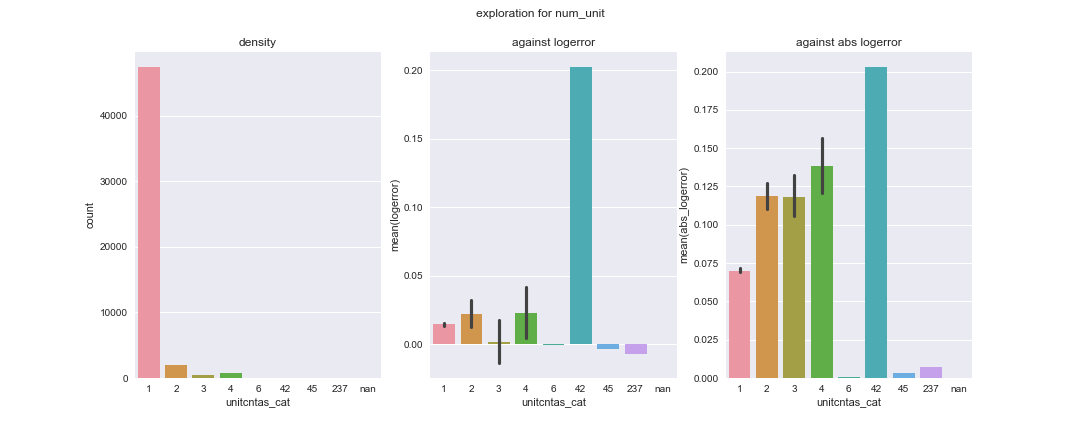 exploration for num_unit
density
against logerror
against abs logerror
count
40000
30000
20000
10000
0
1 2 3 4 6 42 45 237 nan
unitcntas_cat
mean(logerror)
0.20
0.15
0.10
0.05
0.00
1 2 3 4 6 42 45 237 nan
unitcntas_cat
mean(abs_logerror)
0.200
0.175
0.150
0.125
0.100
0.075
0.050
0.025
0.000
1 2 3 4 6 42 45 237 nan
unitcntas_cat